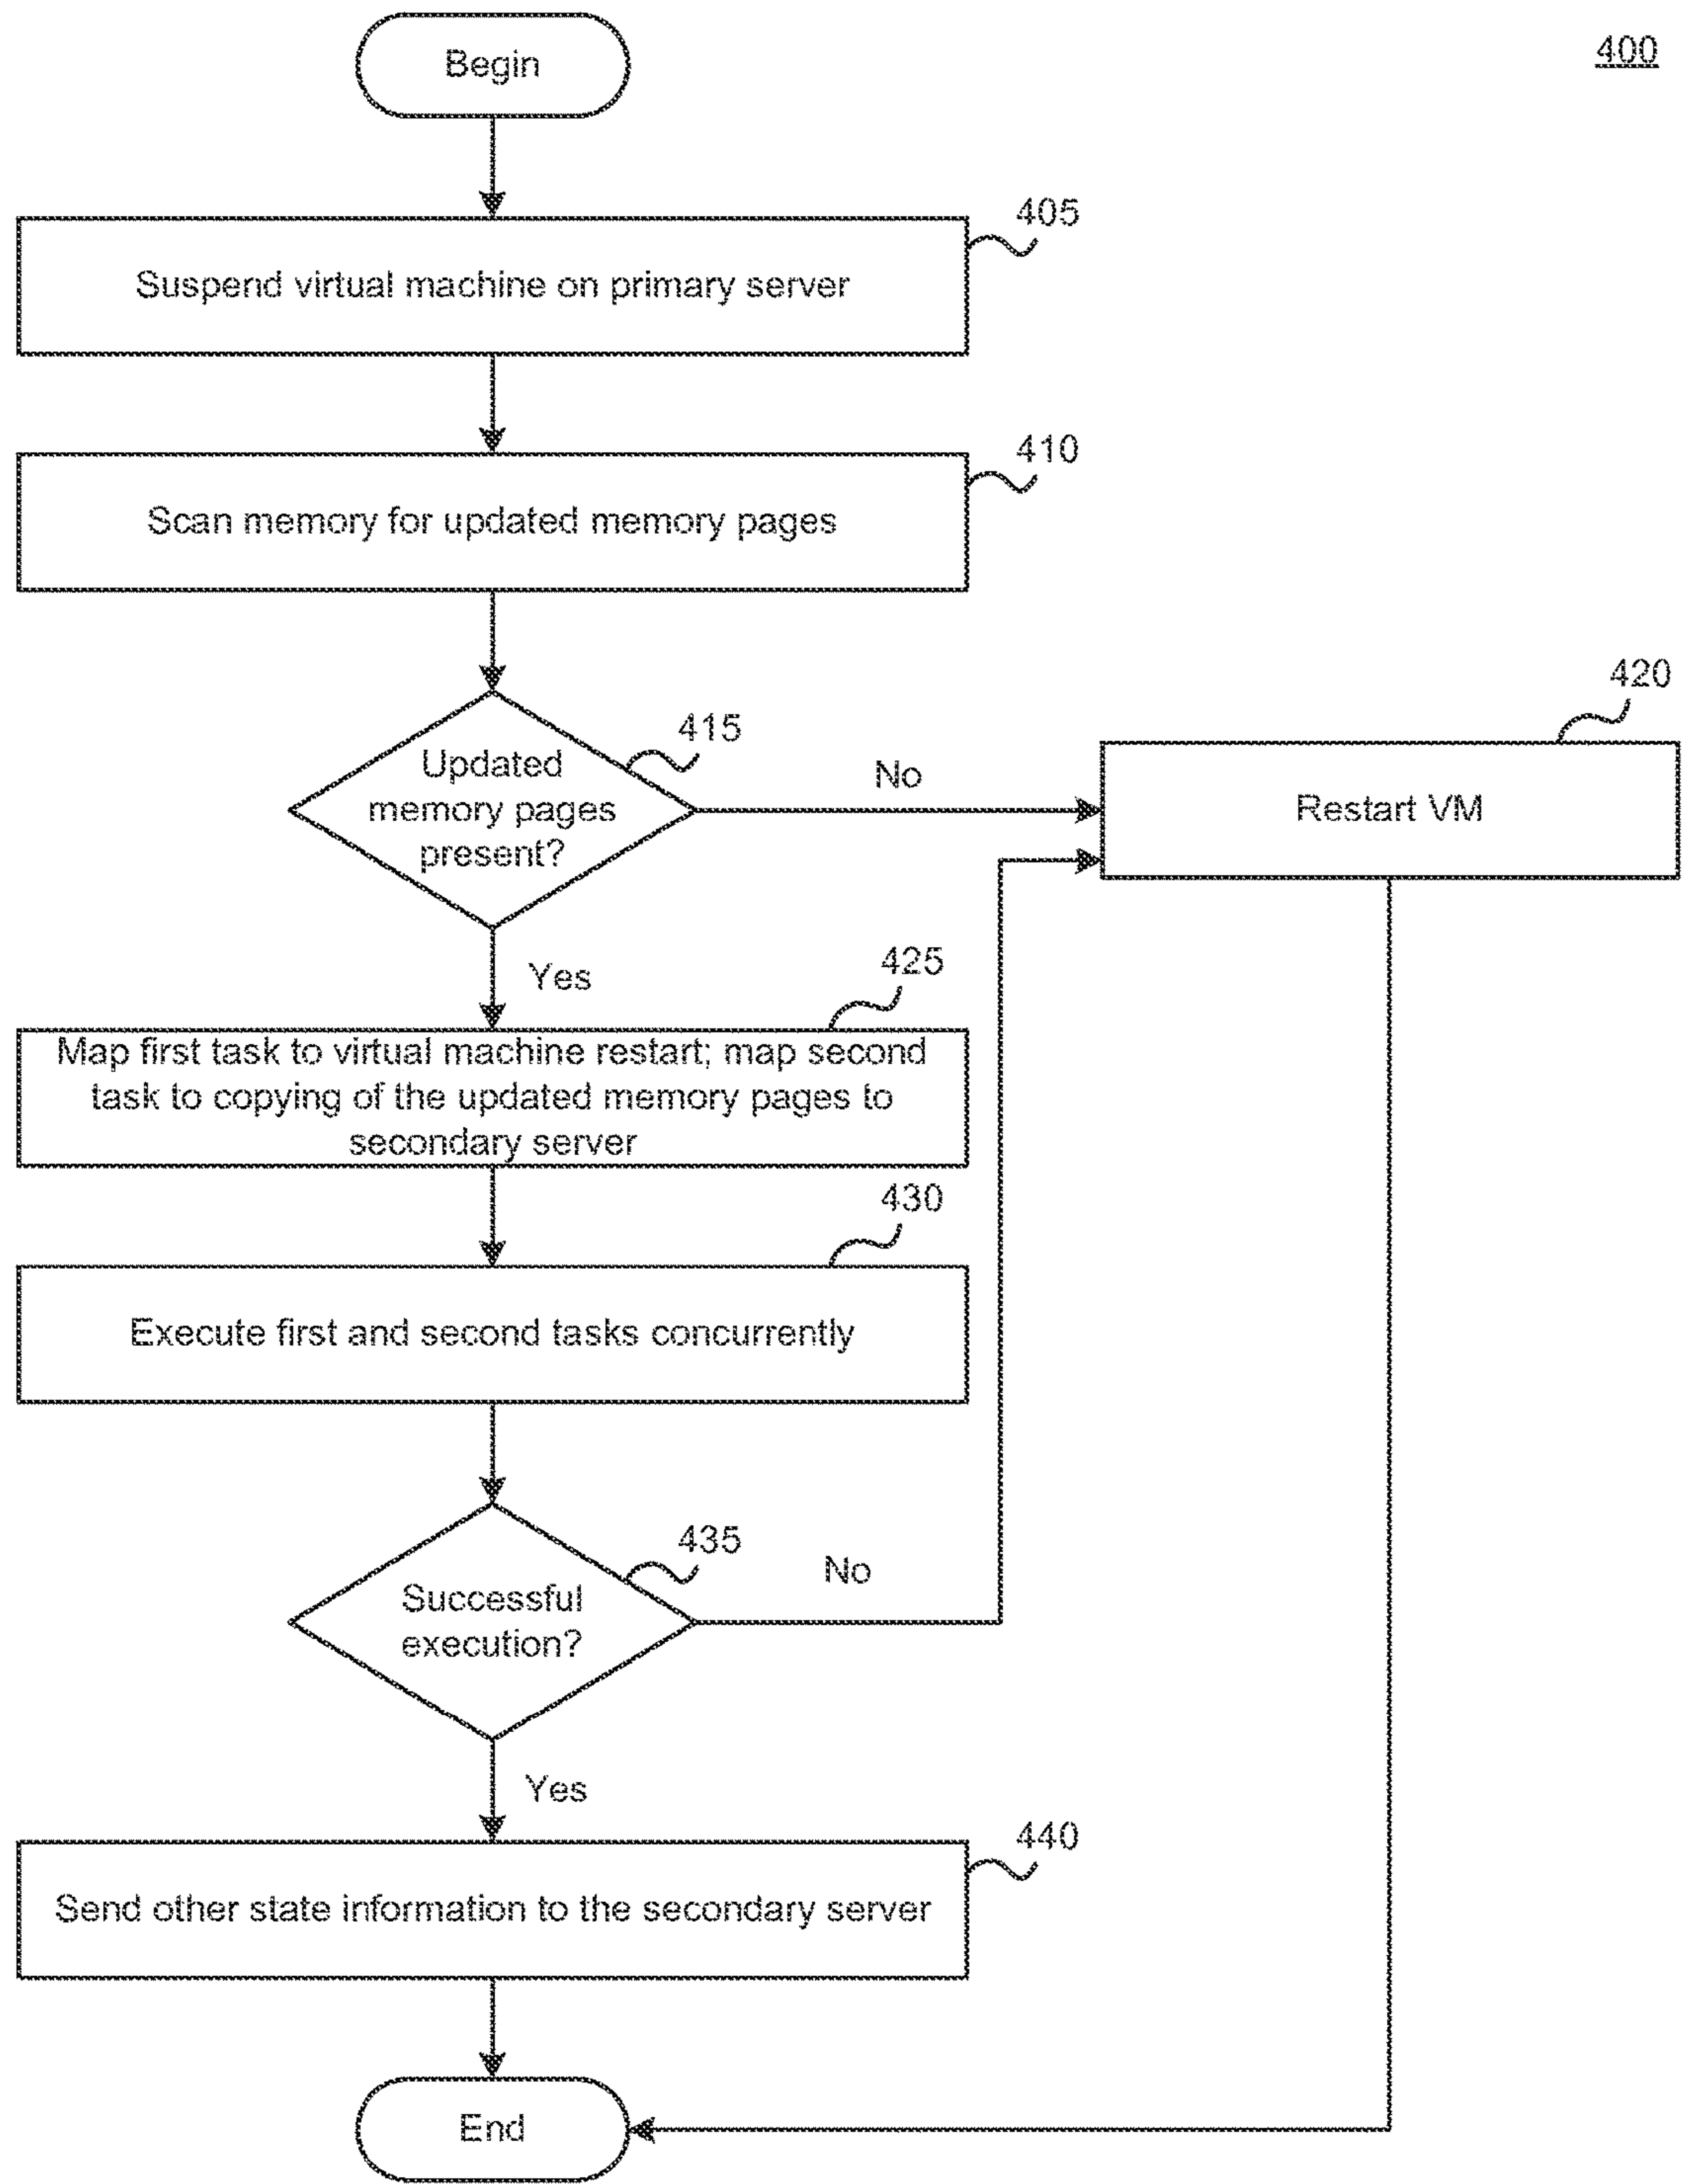 400
Begin
405
Suspend virtual machine on primary server
410
Scan memory for updated memory pages
415
Updated
memory pages
present?
No
420
Restart VM
Yes
425
Map first task to virtual machine restart; map second
task to copying of the updated memory pages to
secondary server
430
Execute first and second tasks concurrently
435
Successful
execution?
No
Yes
440
Send other state information to the secondary server
End